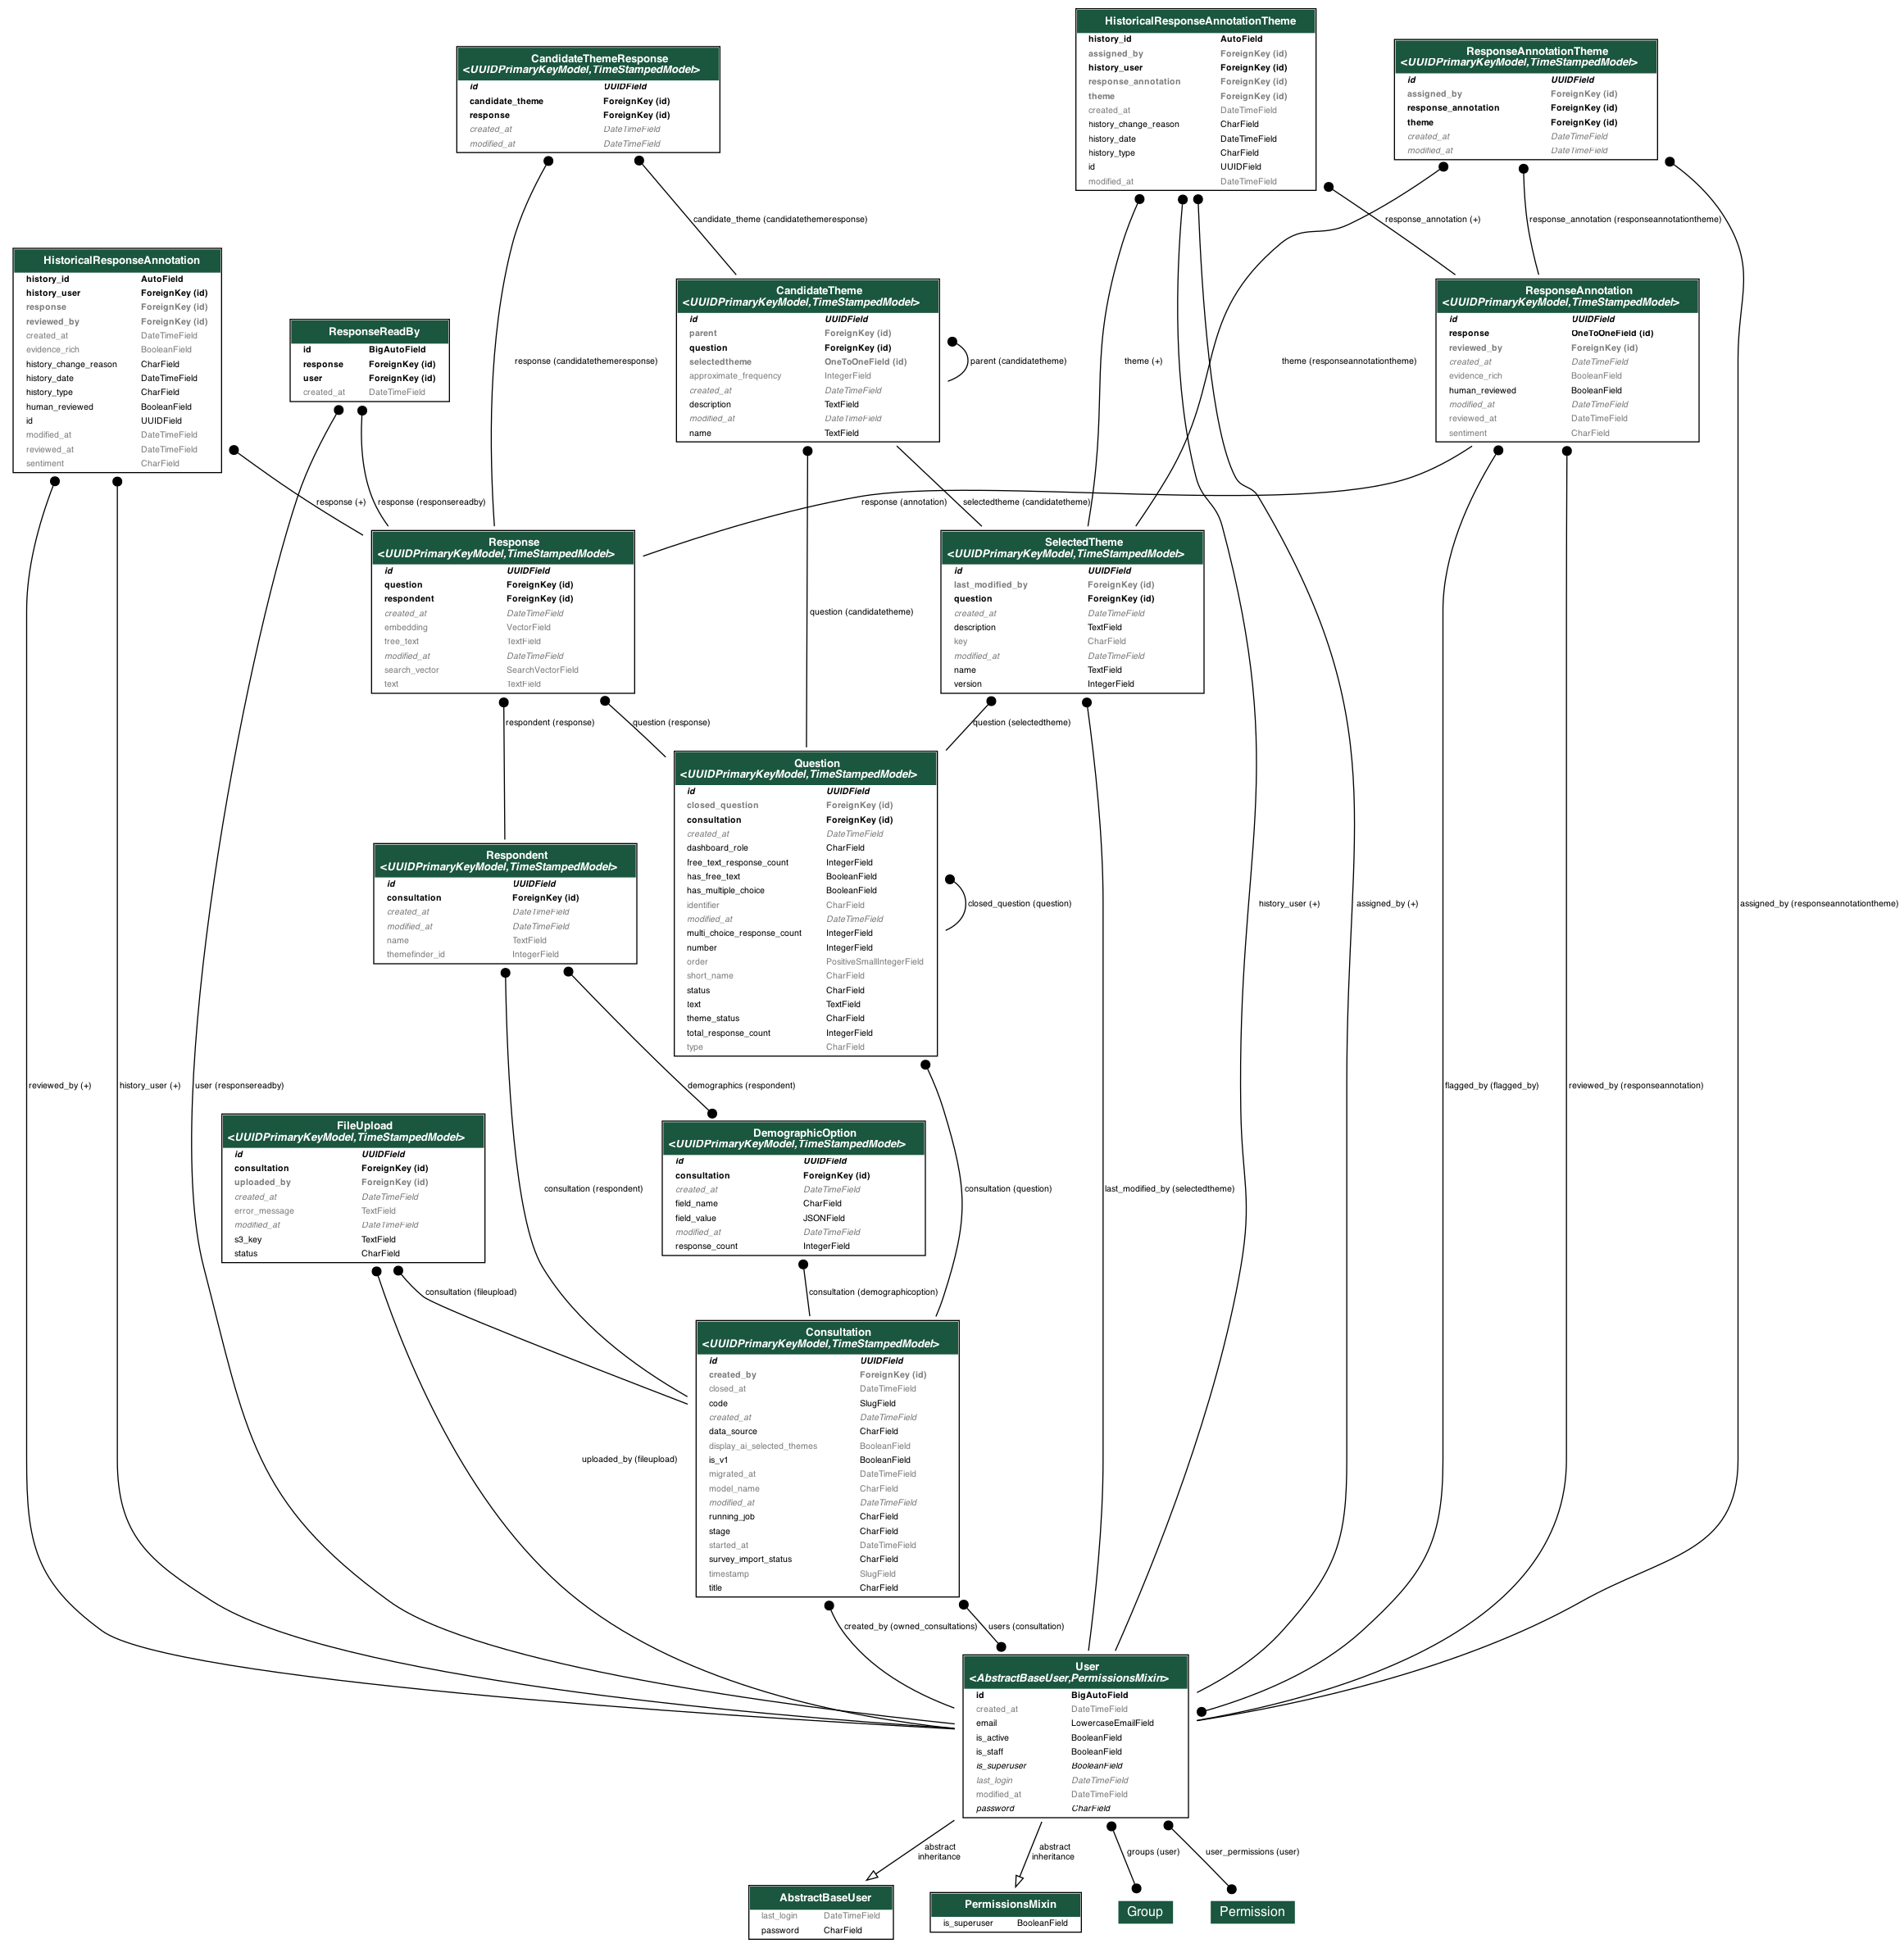 HistoricalResponseAnnotationTheme
history_id AutoField
assigned_by ForeignKey (id)
history_user ForeignKey (id)
response_annotation ForeignKey (id)
theme ForeignKey (id)
created_at DateTimeField
history_change_reason CharField
history_date DateTimeField
history_type CharField
id UUIDField
modified_at DateTimeField
ResponseAnnotationTheme
<UUIDPrimaryKeyModel,TimeStampedModel>
id UUIDField
assigned_by ForeignKey (id)
response_annotation ForeignKey (id)
theme ForeignKey (id)
created_at DateTimeField
modified_at DateTimeField
CandidateThemeResponse
<UUIDPrimaryKeyModel,TimeStampedModel>
id UUIDField
candidate_theme ForeignKey (id)
response ForeignKey (id)
created_at DateTimeField
modified_at DateTimeField
candidate_theme (candidatethemeresponse)
response_annotation (+)
response_annotation (responseannotationtheme)
HistoricalResponseAnnotation
history_id AutoField
history_user ForeignKey (id)
response ForeignKey (id)
reviewed_by ForeignKey (id)
created_at DateTimeField
evidence_rich BooleanField
history_change_reason CharField
history_date DateTimeField
history_type CharField
human_reviewed BooleanField
id UUIDField
modified_at DateTimeField
reviewed_at DateTimeField
sentiment CharField
ResponseReadBy
id BigAutoField
response ForeignKey (id)
user ForeignKey (id)
created_at DateTimeField
response (candidatethemeresponse)
CandidateTheme
<UUIDPrimaryKeyModel,TimeStampedModel>
id UUIDField
parent ForeignKey (id)
question ForeignKey (id)
selectedtheme OneToOneField (id)
approximate_frequency IntegerField
created_at DateTimeField
description TextField
modified_at DateTimeField
name TextField
parent (candidatetheme)
theme (+)
theme (responseannotationtheme)
ResponseAnnotation
<UUIDPrimaryKeyModel,TimeStampedModel>
id UUIDField
response OneToOneField (id)
reviewed_by ForeignKey (id)
created_at DateTimeField
evidence_rich BooleanField
human_reviewed BooleanField
modified_at DateTimeField
reviewed_at DateTimeField
sentiment CharField
response (+)
response (responsereadby)
response (annotation)
selectedtheme (candidatetheme)
Response
<UUIDPrimaryKeyModel,TimeStampedModel>
id UUIDField
question ForeignKey (id)
respondent ForeignKey (id)
created_at DateTimeField
embedding VectorField
free_text TextField
modified_at DateTimeField
search_vector SearchVectorField
text TextField
question (candidatetheme)
SelectedTheme
<UUIDPrimaryKeyModel,TimeStampedModel>
id UUIDField
last_modified_by ForeignKey (id)
question ForeignKey (id)
created_at DateTimeField
description TextField
key CharField
modified_at DateTimeField
name TextField
version IntegerField
respondent (response)
question (response)
question (selectedtheme)
Question
<UUIDPrimaryKeyModel,TimeStampedModel>
id UUIDField
closed_question ForeignKey (id)
consultation ForeignKey (id)
created_at DateTimeField
dashboard_role CharField
free_text_response_count IntegerField
has_free_text BooleanField
has_multiple_choice BooleanField
identifier CharField
modified_at DateTimeField
multi_choice_response_count IntegerField
number IntegerField
order PositiveSmallIntegerField
short_name CharField
status CharField
text TextField
theme_status CharField
total_response_count IntegerField
type CharField
Respondent
<UUIDPrimaryKeyModel,TimeStampedModel>
id UUIDField
consultation ForeignKey (id)
created_at DateTimeField
modified_at DateTimeField
name TextField
themefinder_id IntegerField
closed_question (question)
history_user (+)
assigned_by (+)
assigned_by (responseannotationtheme)
reviewed_by (+)
history_user (+)
user (responsereadby)
demographics (respondent)
flagged_by (flagged_by)
reviewed_by (responseannotation)
FileUpload
<UUIDPrimaryKeyModel,TimeStampedModel>
id UUIDField
consultation ForeignKey (id)
uploaded_by ForeignKey (id)
created_at DateTimeField
error_message TextField
modified_at DateTimeField
s3_key TextField
status CharField
DemographicOption
<UUIDPrimaryKeyModel,TimeStampedModel>
id UUIDField
consultation ForeignKey (id)
created_at DateTimeField
field_name CharField
field_value JSONField
modified_at DateTimeField
response_count IntegerField
consultation (respondent)
consultation (question)
last_modified_by (selectedtheme)
consultation (fileupload)
consultation (demographicoption)
Consultation
<UUIDPrimaryKeyModel,TimeStampedModel>
id UUIDField
created_by ForeignKey (id)
closed_at DateTimeField
code SlugField
created_at DateTimeField
data_source CharField
display_ai_selected_themes BooleanField
is_v1 BooleanField
migrated_at DateTimeField
model_name CharField
modified_at DateTimeField
running_job CharField
stage CharField
started_at DateTimeField
survey_import_status CharField
timestamp SlugField
title CharField
uploaded_by (fileupload)
created_by (owned_consultations)
users (consultation)
User
<AbstractBaseUser,PermissionsMixin>
id BigAutoField
created_at DateTimeField
email LowercaseEmailField
is_active BooleanField
is_staff BooleanField
is_superuser BooleanField
last_login DateTimeField
modified_at DateTimeField
password CharField
abstract
inheritance
abstract
inheritance
groups (user)
user_permissions (user)
AbstractBaseUser
last_login DateTimeField
password CharField
PermissionsMixin
is_superuser BooleanField
Group
Permission